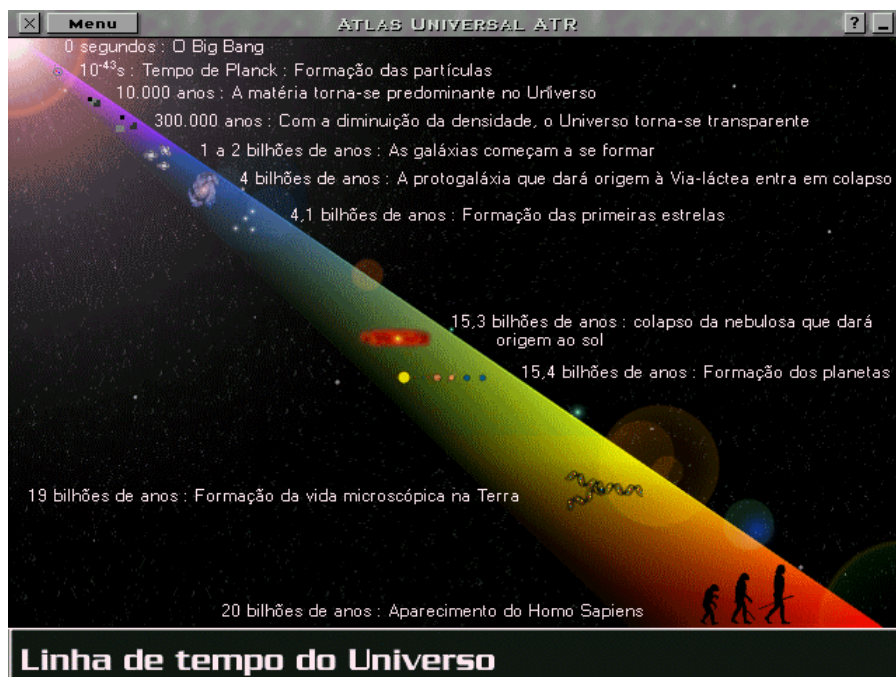 Menu
ATLAS UNIVERSAL ATR
?
0 segundos : O Big Bang
10⁻⁴³s : Tempo de Planck : Formação das partículas
10.000 anos : A matéria torna-se predominante no Universo
300.000 anos : Com a diminuição da densidade, o Universo torna-se transparente
1 a 2 bilhões de anos : As galáxias começam a se formar
4 bilhões de anos : A protogaláxia que dará origem à Via-láctea entra em colapso
4,1 bilhões de anos : Formação das primeiras estrelas
15,3 bilhões de anos : colapso da nebulosa que dará
origem ao sol
15,4 bilhões de anos : Formação dos planetas
19 bilhões de anos : Formação da vida microscópica na Terra
20 bilhões de anos : Aparecimento do Homo Sapiens
Linha de tempo do Universo